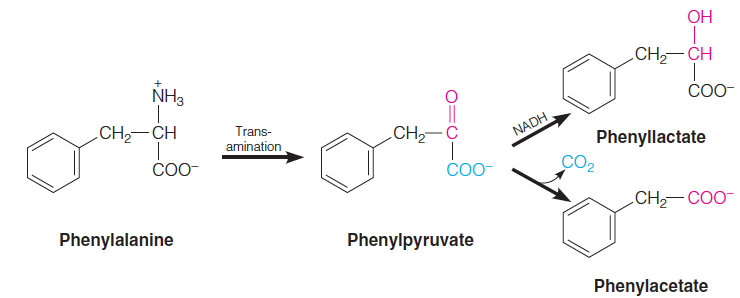 OH
CH₂—CH
COO⁻
NADH
Phenyllactate
+
NH₃
CH₂—CH
COO⁻
Phenylalanine
Trans-
amination
O
CH₂—C
COO⁻
Phenylpyruvate
CO₂
CH₂—COO⁻
Phenylacetate